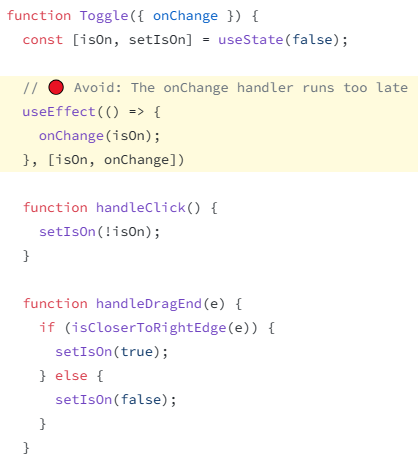 function Toggle({ onChange }) {
  const [isOn, setIsOn] = useState(false);

  // 🔴 Avoid: The onChange handler runs too late
  useEffect(() => {
    onChange(isOn);
  }, [isOn, onChange])

  function handleClick() {
    setIsOn(!isOn);
  }

  function handleDragEnd(e) {
    if (isCloserToRightEdge(e)) {
      setIsOn(true);
    } else {
      setIsOn(false);
    }
  }